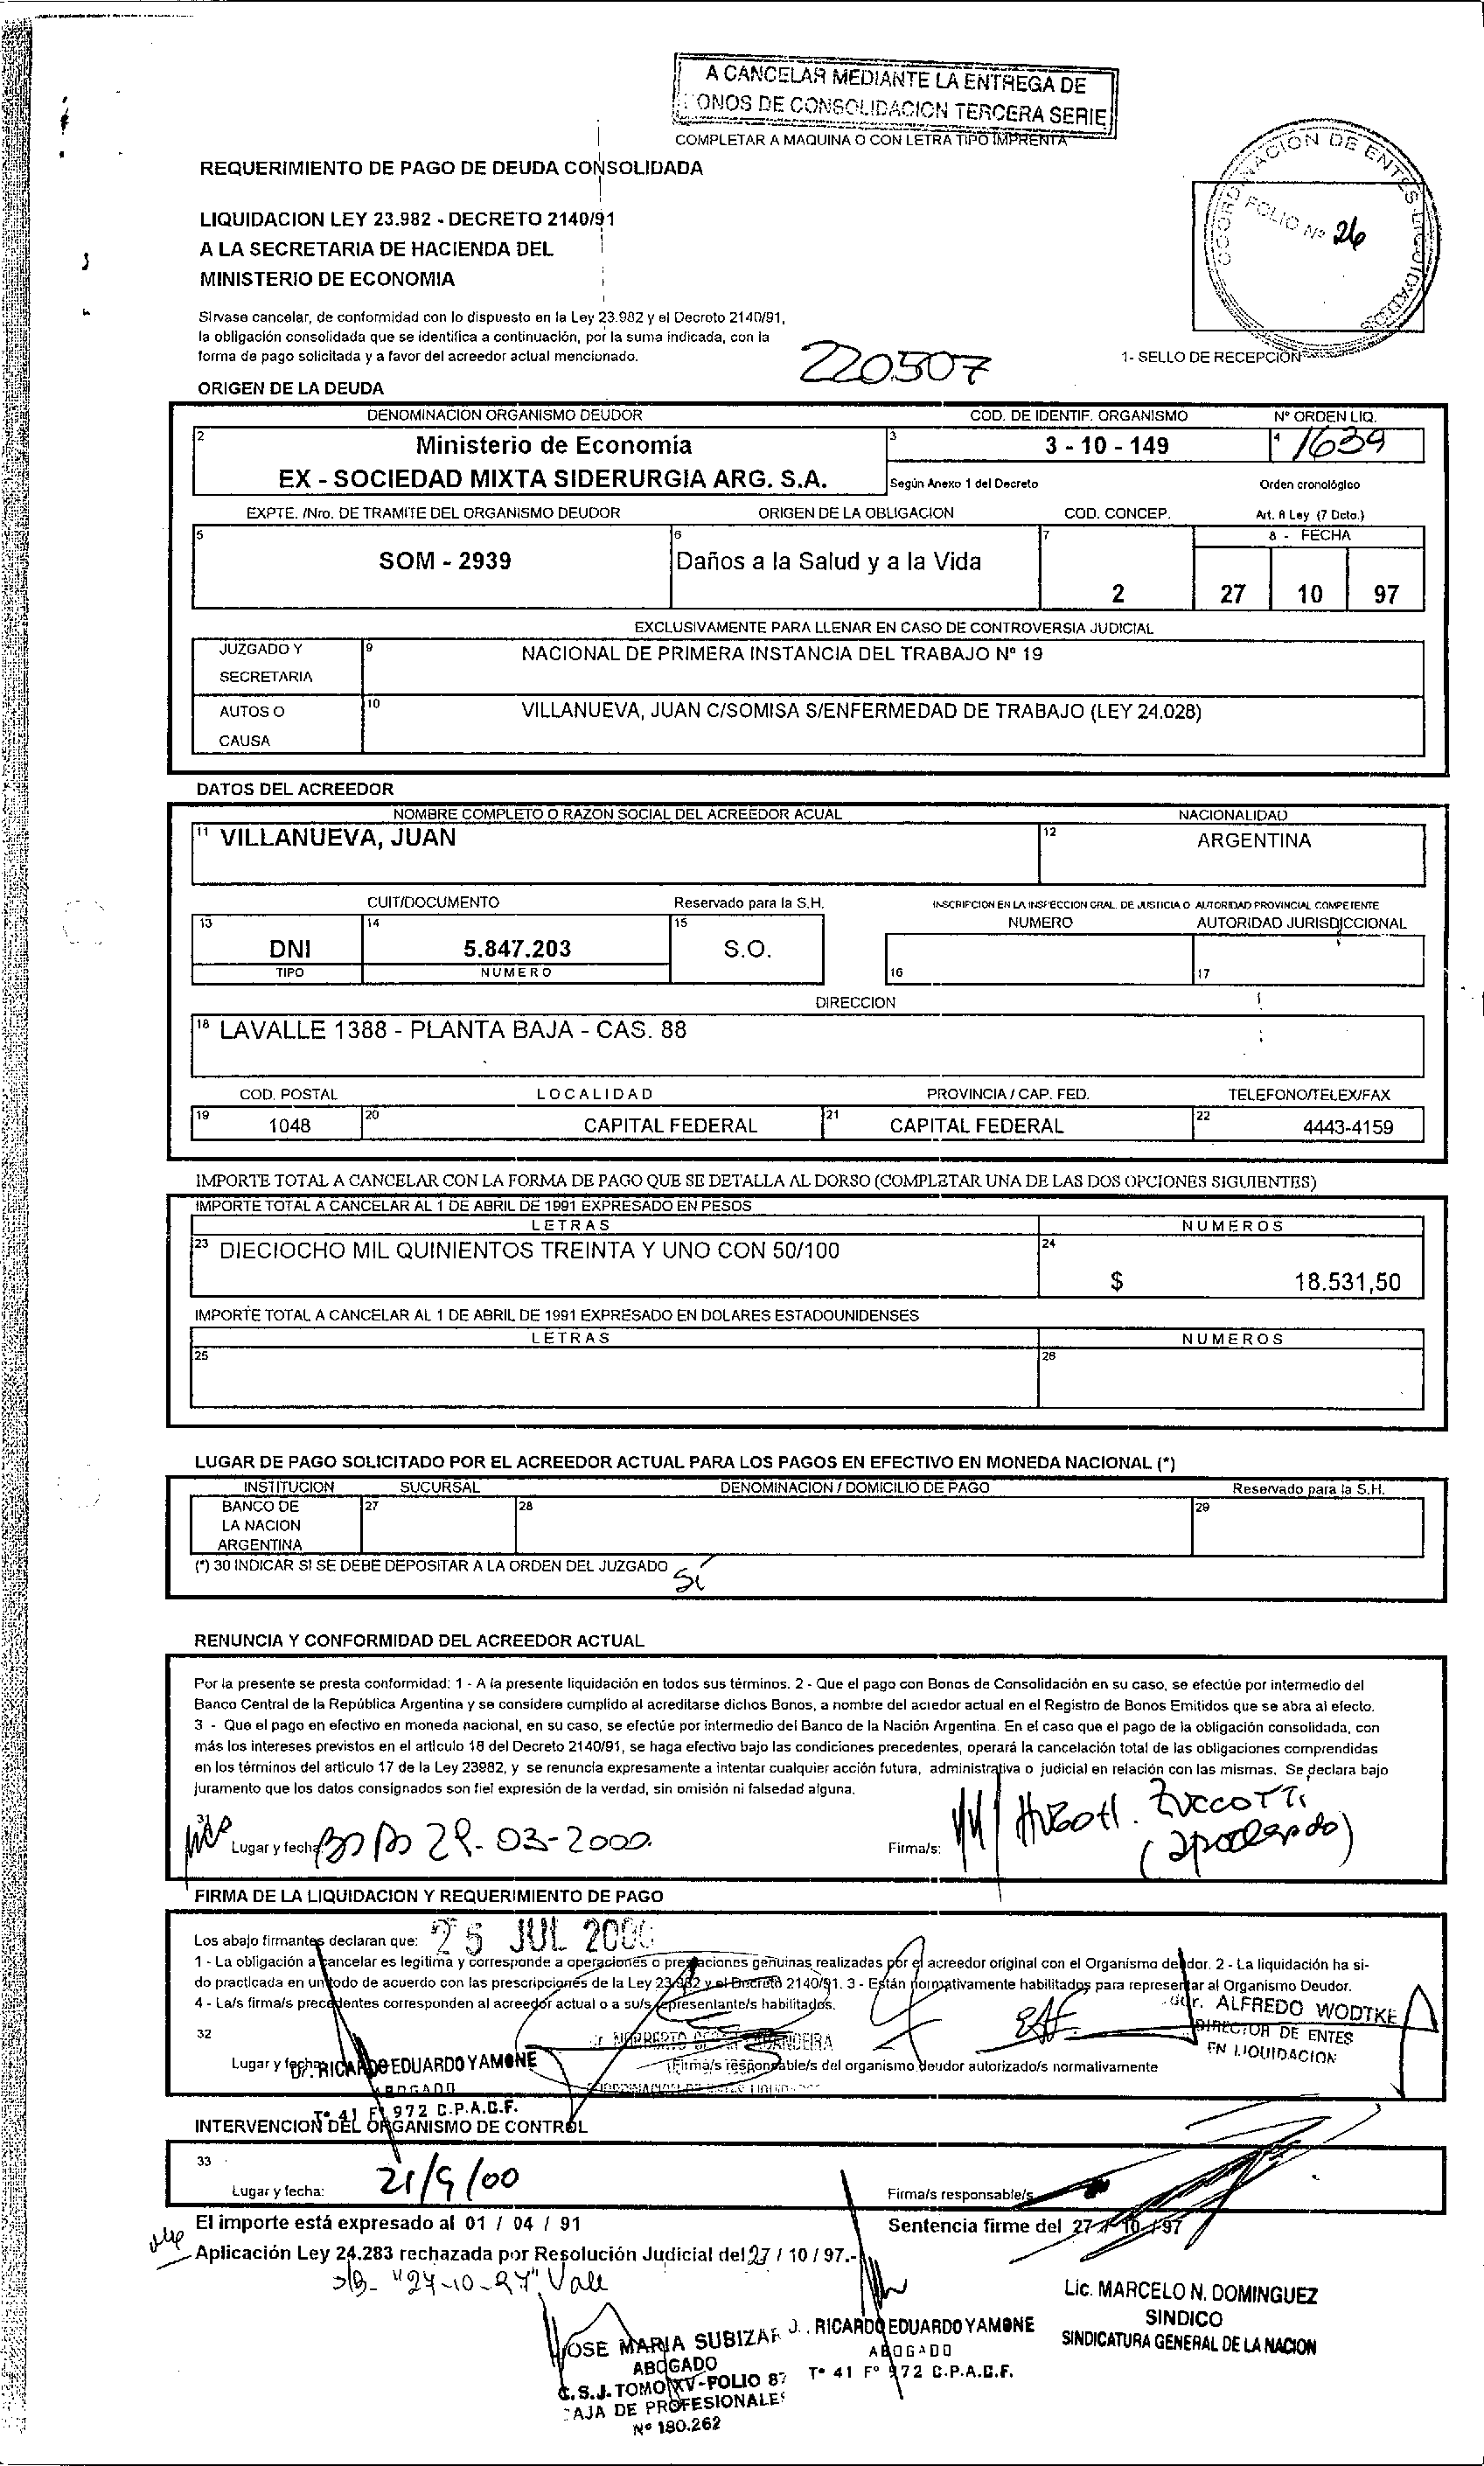 A CANCELAR MEDIANTE LA ENTREGA DE
ONOS DE CONSOLIDACION TERCERA SERIE
COMPLETAR A MAQUINA O CON LETRA TIPO IMPRENTA
REQUERIMIENTO DE PAGO DE DEUDA CONSOLIDADA
COORDINACION DE ENTES LIQUIDADOS
FOLIO Nº 26
LIQUIDACION LEY 23.982 - DECRETO 2140/91
A LA SECRETARIA DE HACIENDA DEL
MINISTERIO DE ECONOMIA
Sirvase cancelar, de conformidad con lo dispuesto en la Ley 23.982 y el Decreto 2140/91,
la obligación consolidada que se identifica a continuación, por la suma indicada, con la
forma de pago solicitada y a favor del acreedor actual mencionado.
220507
1- SELLO DE RECEPCIÓN
ORIGEN DE LA DEUDA
DENOMINACIÓN ORGANISMO DEUDOR COD. DE IDENTIF. ORGANISMO Nº ORDEN LIQ.
2 Ministerio de Economía 3 3 - 10 - 149 4 1639
EX - SOCIEDAD MIXTA SIDERURGIA ARG. S.A. Según Anexo 1 del Decreto Orden cronológico
EXPTE. /Nro. DE TRAMITE DEL ORGANISMO DEUDOR ORIGEN DE LA OBLIGACION COD. CONCEP. Art. 8 Ley (7 Dcto.)
5 SOM - 2939 6 Daños a la Salud y a la Vida 7 2 8 - FECHA
27 10 97
EXCLUSIVAMENTE PARA LLENAR EN CASO DE CONTROVERSIA JUDICIAL
JUZGADO Y SECRETARIA 9 NACIONAL DE PRIMERA INSTANCIA DEL TRABAJO Nº 19
AUTOS O CAUSA 10 VILLANUEVA, JUAN C/SOMISA S/ENFERMEDAD DE TRABAJO (LEY 24.028)
DATOS DEL ACREEDOR
NOMBRE COMPLETO O RAZON SOCIAL DEL ACREEDOR ACUAL NACIONALIDAD
11 VILLANUEVA, JUAN 12 ARGENTINA
CUIT/DOCUMENTO Reservado para la S.H. INSCRIPCION EN LA INSPECCION GRAL. DE JUSTICIA O AUTORIDAD PROVINCIAL COMPETENTE
NUMERO AUTORIDAD JURISDICCIONAL
13 DNI 14 5.847.203 15 S.O.
TIPO NUMERO 16 17
DIRECCION
18 LAVALLE 1388 - PLANTA BAJA - CAS. 88
COD. POSTAL LOCALIDAD PROVINCIA / CAP. FED. TELEFONO/TELEX/FAX
19 1048 20 CAPITAL FEDERAL 21 CAPITAL FEDERAL 22 4443-4159
IMPORTE TOTAL A CANCELAR CON LA FORMA DE PAGO QUE SE DETALLA AL DORSO (COMPLETAR UNA DE LAS DOS OPCIONES SIGUIENTES)
IMPORTE TOTAL A CANCELAR AL 1 DE ABRIL DE 1991 EXPRESADO EN PESOS
LETRAS NUMEROS
23 DIECIOCHO MIL QUINIENTOS TREINTA Y UNO CON 50/100 24
$ 18.531,50
IMPORTE TOTAL A CANCELAR AL 1 DE ABRIL DE 1991 EXPRESADO EN DOLARES ESTADOUNIDENSES
LETRAS NUMEROS
25 26
LUGAR DE PAGO SOLICITADO POR EL ACREEDOR ACTUAL PARA LOS PAGOS EN EFECTIVO EN MONEDA NACIONAL (*)
INSTITUCION SUCURSAL DENOMINACION / DOMICILIO DE PAGO Reservado para la S.H.
BANCO DE 27 28 29
LA NACION
ARGENTINA
(*) 30 INDICAR SI SE DEBE DEPOSITAR A LA ORDEN DEL JUZGADO Sí
RENUNCIA Y CONFORMIDAD DEL ACREEDOR ACTUAL
Por la presente se presta conformidad: 1 - A la presente liquidación en todos sus términos. 2 - Que el pago con Bonos de Consolidación en su caso, se efectúe por intermedio del
Banco Central de la República Argentina y se considere cumplido al acreditarse dichos Bonos, a nombre del acredor actual en el Registro de Bonos Emitidos que se abra al efecto.
3 - Que el pago en efectivo en moneda nacional, en su caso, se efectúe por intermedio del Banco de la Nación Argentina. En el caso que el pago de la obligación consolidada, con
más los intereses previstos en el artículo 18 del Decreto 2140/91, se haga efectivo bajo las condiciones precedentes, operará la cancelación total de las obligaciones comprendidas
en los términos del artículo 17 de la Ley 23982, y se renuncia expresamente a intentar cualquier acción futura, administrativa o judicial en relación con las mismas. Se declara bajo
juramento que los datos consignados son fiel expresión de la verdad, sin omisión ni falsedad alguna.
31
Lugar y fecha: Bs As 29-03-2000. Firma/s: HUGO H. ZUCCOTTI
(apoderado)
FIRMA DE LA LIQUIDACION Y REQUERIMIENTO DE PAGO
Los abajo firmantes declaran que: 25 JUL 2000
1 - La obligación a cancelar es legítima y corresponde a operaciones o prestaciones genuinas realizadas por el acreedor original con el Organismo deudor. 2 - La liquidación ha si-
do practicada en un todo de acuerdo con las prescripciones de la Ley 23.982 y el Decreto 2140/91. 3 - Están normativamente habilitados para representar al Organismo Deudor.
4 - La/s firma/s precedentes corresponden al acreedor actual o a su/s representante/s habilitados.
ALFREDO WODTKE
DIRECTOR DE ENTES
EN LIQUIDACION
32
Lugar y fecha: Dr. RICARDO EDUARDO YAMONE
ABOGADO
Tº 41 Fº 972 C.P.A.C.F.
(Firma/s responsable/s del organismo deudor autorizado/s normativamente
INTERVENCION DEL ORGANISMO DE CONTROL
33
Lugar y fecha: 21/9/00 Firma/s responsable/s
El importe está expresado al 01 / 04 / 91 Sentencia firme del 27 / 10 / 97
Aplicación Ley 24.283 rechazada por Resolución Judicial del 27 / 10 / 97.-
s/b- "27-10-97". Vale
Lic. MARCELO N. DOMINGUEZ
SINDICO
SINDICATURA GENERAL DE LA NACION
RICARDO EDUARDO YAMONE
ABOGADO
Tº 41 Fº 972 C.P.A.C.F.
JOSE MARIA SUBIZAR
ABOGADO
C.S.J. TOMO XV-FOLIO 87
CAJA DE PROFESIONALES
Nº 180.262